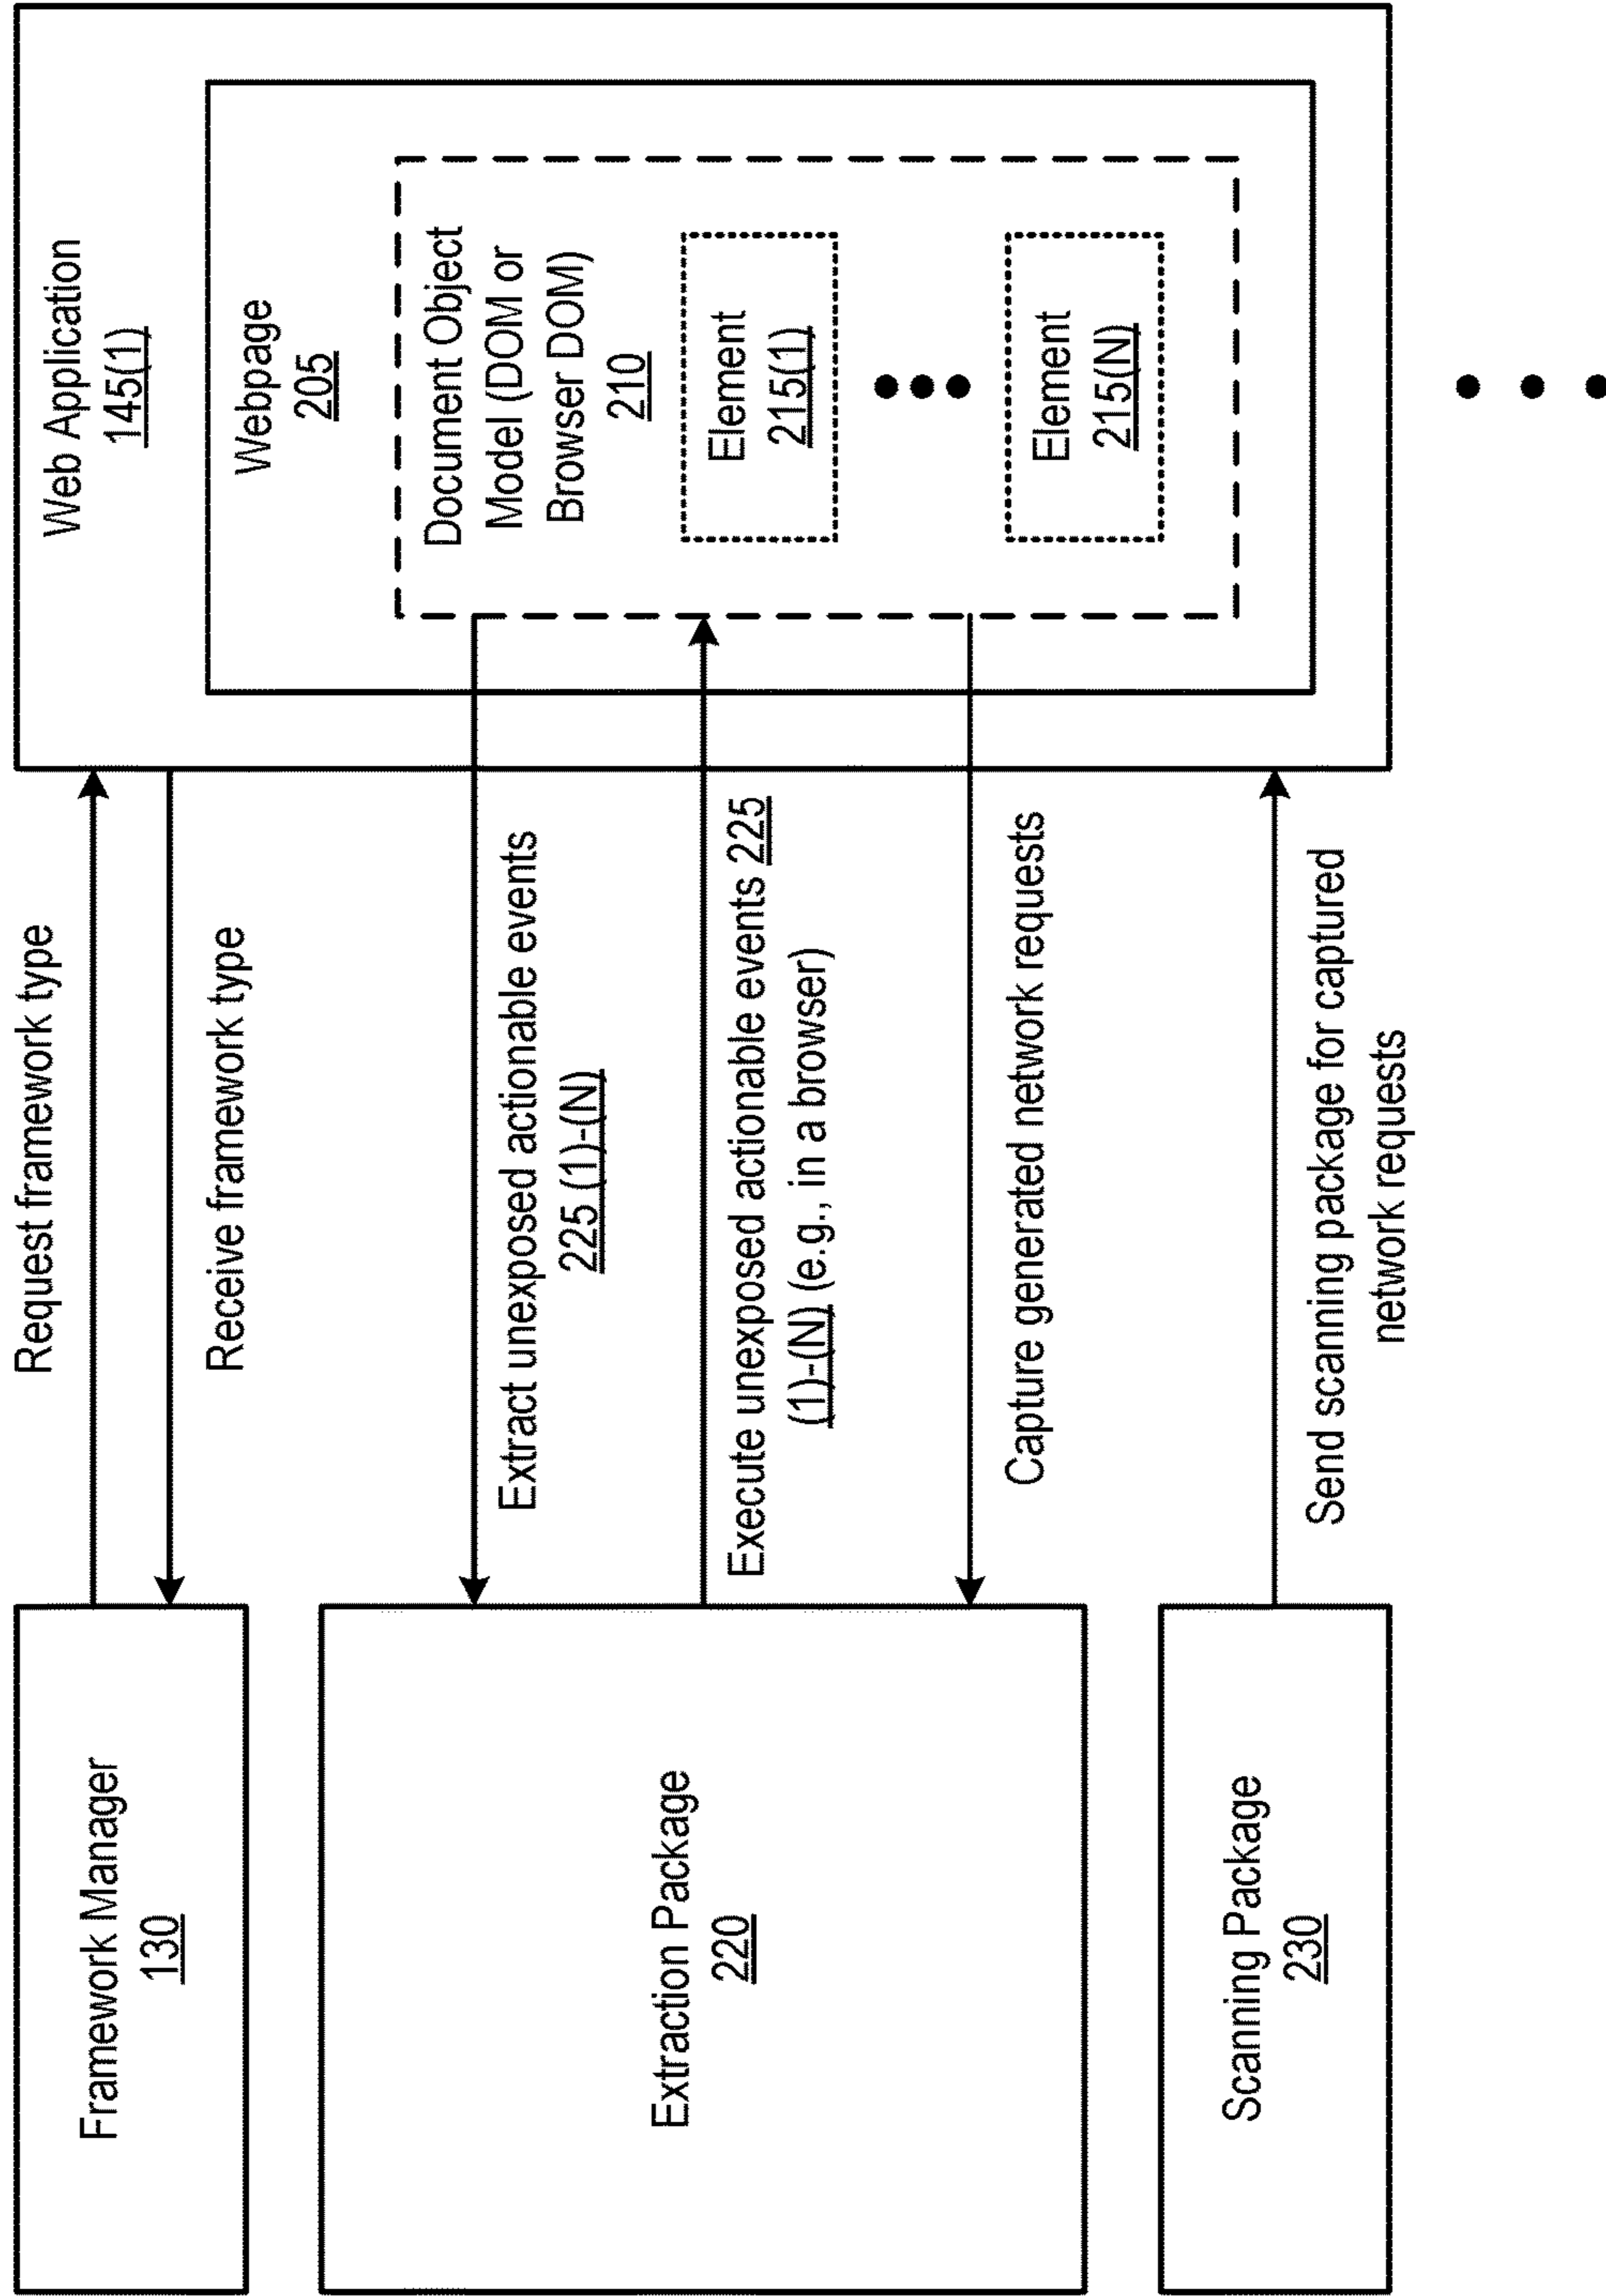 Framework Manager
130
Request framework type
Receive framework type
Web Application
145(1)
Webpage
205
Document Object
Model (DOM or
Browser DOM)
210
Element
215(1)
Element
215(N)
Extraction Package
220
Extract unexposed actionable events
225 (1)-(N)
Execute unexposed actionable events 225
(1)-(N) (e.g., in a browser)
Capture generated network requests
Scanning Package
230
Send scanning package for captured
network requests